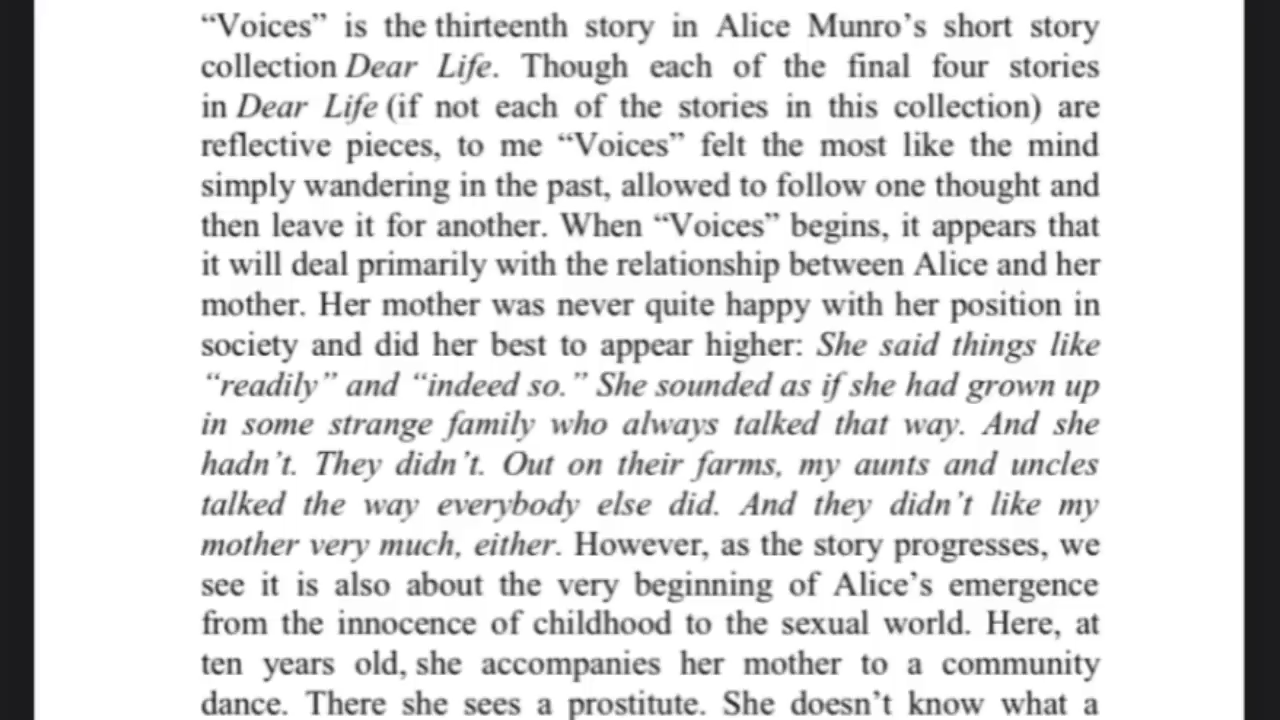 “Voices” is the thirteenth story in Alice Munro’s short story
collection Dear Life. Though each of the final four stories
in Dear Life (if not each of the stories in this collection) are
reflective pieces, to me “Voices” felt the most like the mind
simply wandering in the past, allowed to follow one thought and
then leave it for another. When “Voices” begins, it appears that
it will deal primarily with the relationship between Alice and her
mother. Her mother was never quite happy with her position in
society and did her best to appear higher: She said things like
“readily” and “indeed so.” She sounded as if she had grown up
in some strange family who always talked that way. And she
hadn’t. They didn’t. Out on their farms, my aunts and uncles
talked the way everybody else did. And they didn’t like my
mother very much, either. However, as the story progresses, we
see it is also about the very beginning of Alice’s emergence
from the innocence of childhood to the sexual world. Here, at
ten years old, she accompanies her mother to a community
dance. There she sees a prostitute. She doesn’t know what a